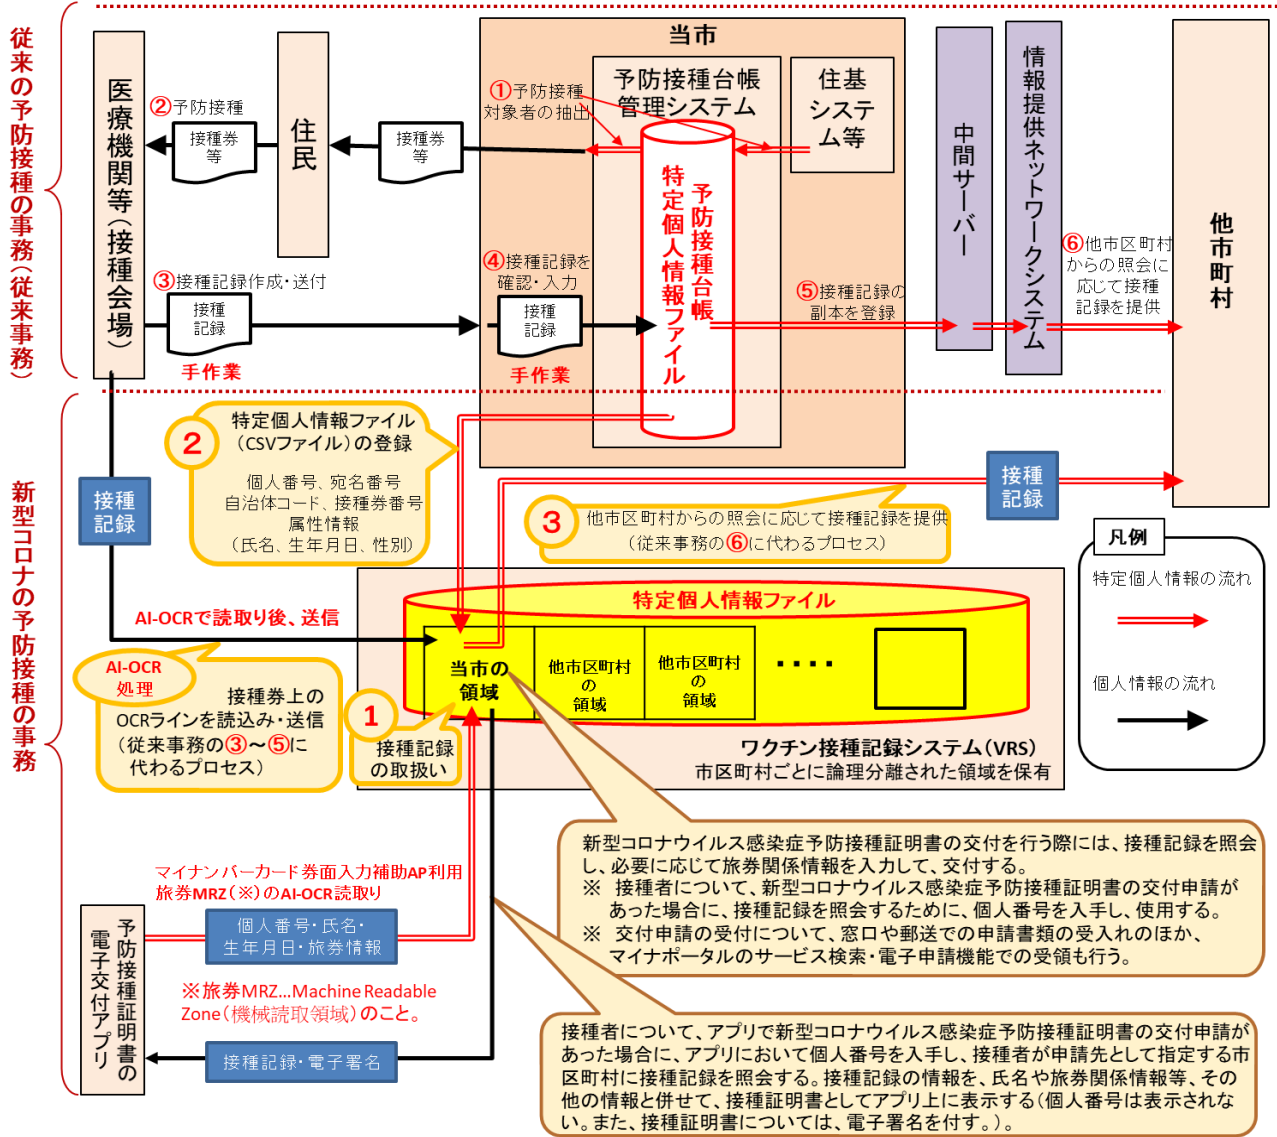 従来の予防接種の事務(従来事務)
医療機関等(接種会場)
②予防接種
接種券
等
住民
接種券
等
当市
①予防接種
対象者の抽出
予防接種台帳
管理システム
住基
システ
ム等
予防接種台帳
特定個人情報ファイル
中間サーバー
情報提供ネットワークシステム
他市町村
③接種記録作成・送付
接種
記録
手作業
④接種記録を
確認・入力
接種
記録
手作業
⑤接種記録の
副本を登録
⑥他市区町村
からの照会に
応じて接種
記録を提供
新型コロナの予防接種の事務
接種
記録
2
特定個人情報ファイル
(CSVファイル)の登録
個人番号、宛名番号
自治体コード、接種券番号
属性情報
(氏名、生年月日、性別)
3
他市区町村からの照会に応じて接種記録を提供
(従来事務の⑥に代わるプロセス)
接種
記録
凡例
特定個人情報の流れ
個人情報の流れ
AI-OCRで読取り後、送信
特定個人情報ファイル
当市の
領域
他市区町村
の
領域
他市区町村
の
領域
・・・・
ワクチン接種記録システム(VRS)
市区町村ごとに論理分離された領域を保有
AI-OCR
処理
接種券上の
OCRラインを読込み・送信
(従来事務の③～⑤に
代わるプロセス)
1
接種記録
の取扱い
新型コロナウイルス感染症予防接種証明書の交付を行う際には、接種記録を照会
し、必要に応じて旅券関係情報を入力して、交付する。
※ 接種者について、新型コロナウイルス感染症予防接種証明書の交付申請が
あった場合に、接種記録を照会するために、個人番号を入手し、使用する。
※ 交付申請の受付について、窓口や郵送での申請書類の受入れのほか、
マイナポータルのサービス検索・電子申請機能での受領も行う。
マイナンバーカード券面入力補助AP利用
旅券MRZ(※)のAI-OCR読取り
予防接種証明書の
電子交付アプリ
個人番号・氏名・
生年月日・旅券情報
※旅券MRZ...Machine Readable
Zone(機械読取領域)のこと。
接種記録・電子署名
接種者について、アプリで新型コロナウイルス感染症予防接種証明書の交付申請が
あった場合に、アプリにおいて個人番号を入手し、接種者が申請先として指定する市
区町村に接種記録を照会する。接種記録の情報を、氏名や旅券関係情報等、その
他の情報と併せて、接種証明書としてアプリ上に表示する(個人番号は表示されな
い。また、接種証明書については、電子署名を付す。)。